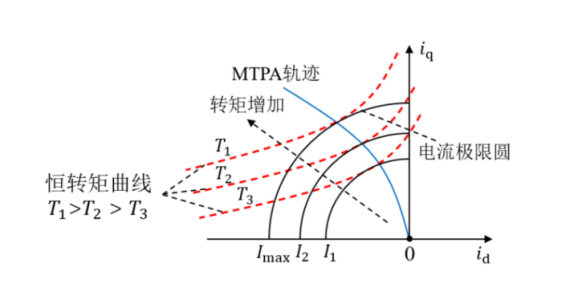 i_q
MTPA轨迹
转矩增加
T_1
电流极限圆
T_2
恒转矩曲线
T_3
T_1>T_2 > T_3
I_max I_2 I_1 0 i_d